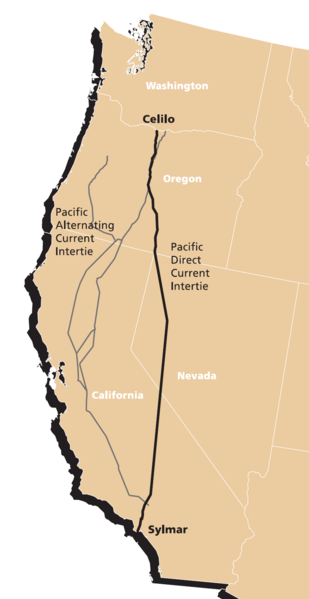 Washington
Celilo
Oregon
Pacific
Alternating
Current
Intertie
Pacific
Direct
Current
Intertie
Nevada
California
Sylmar